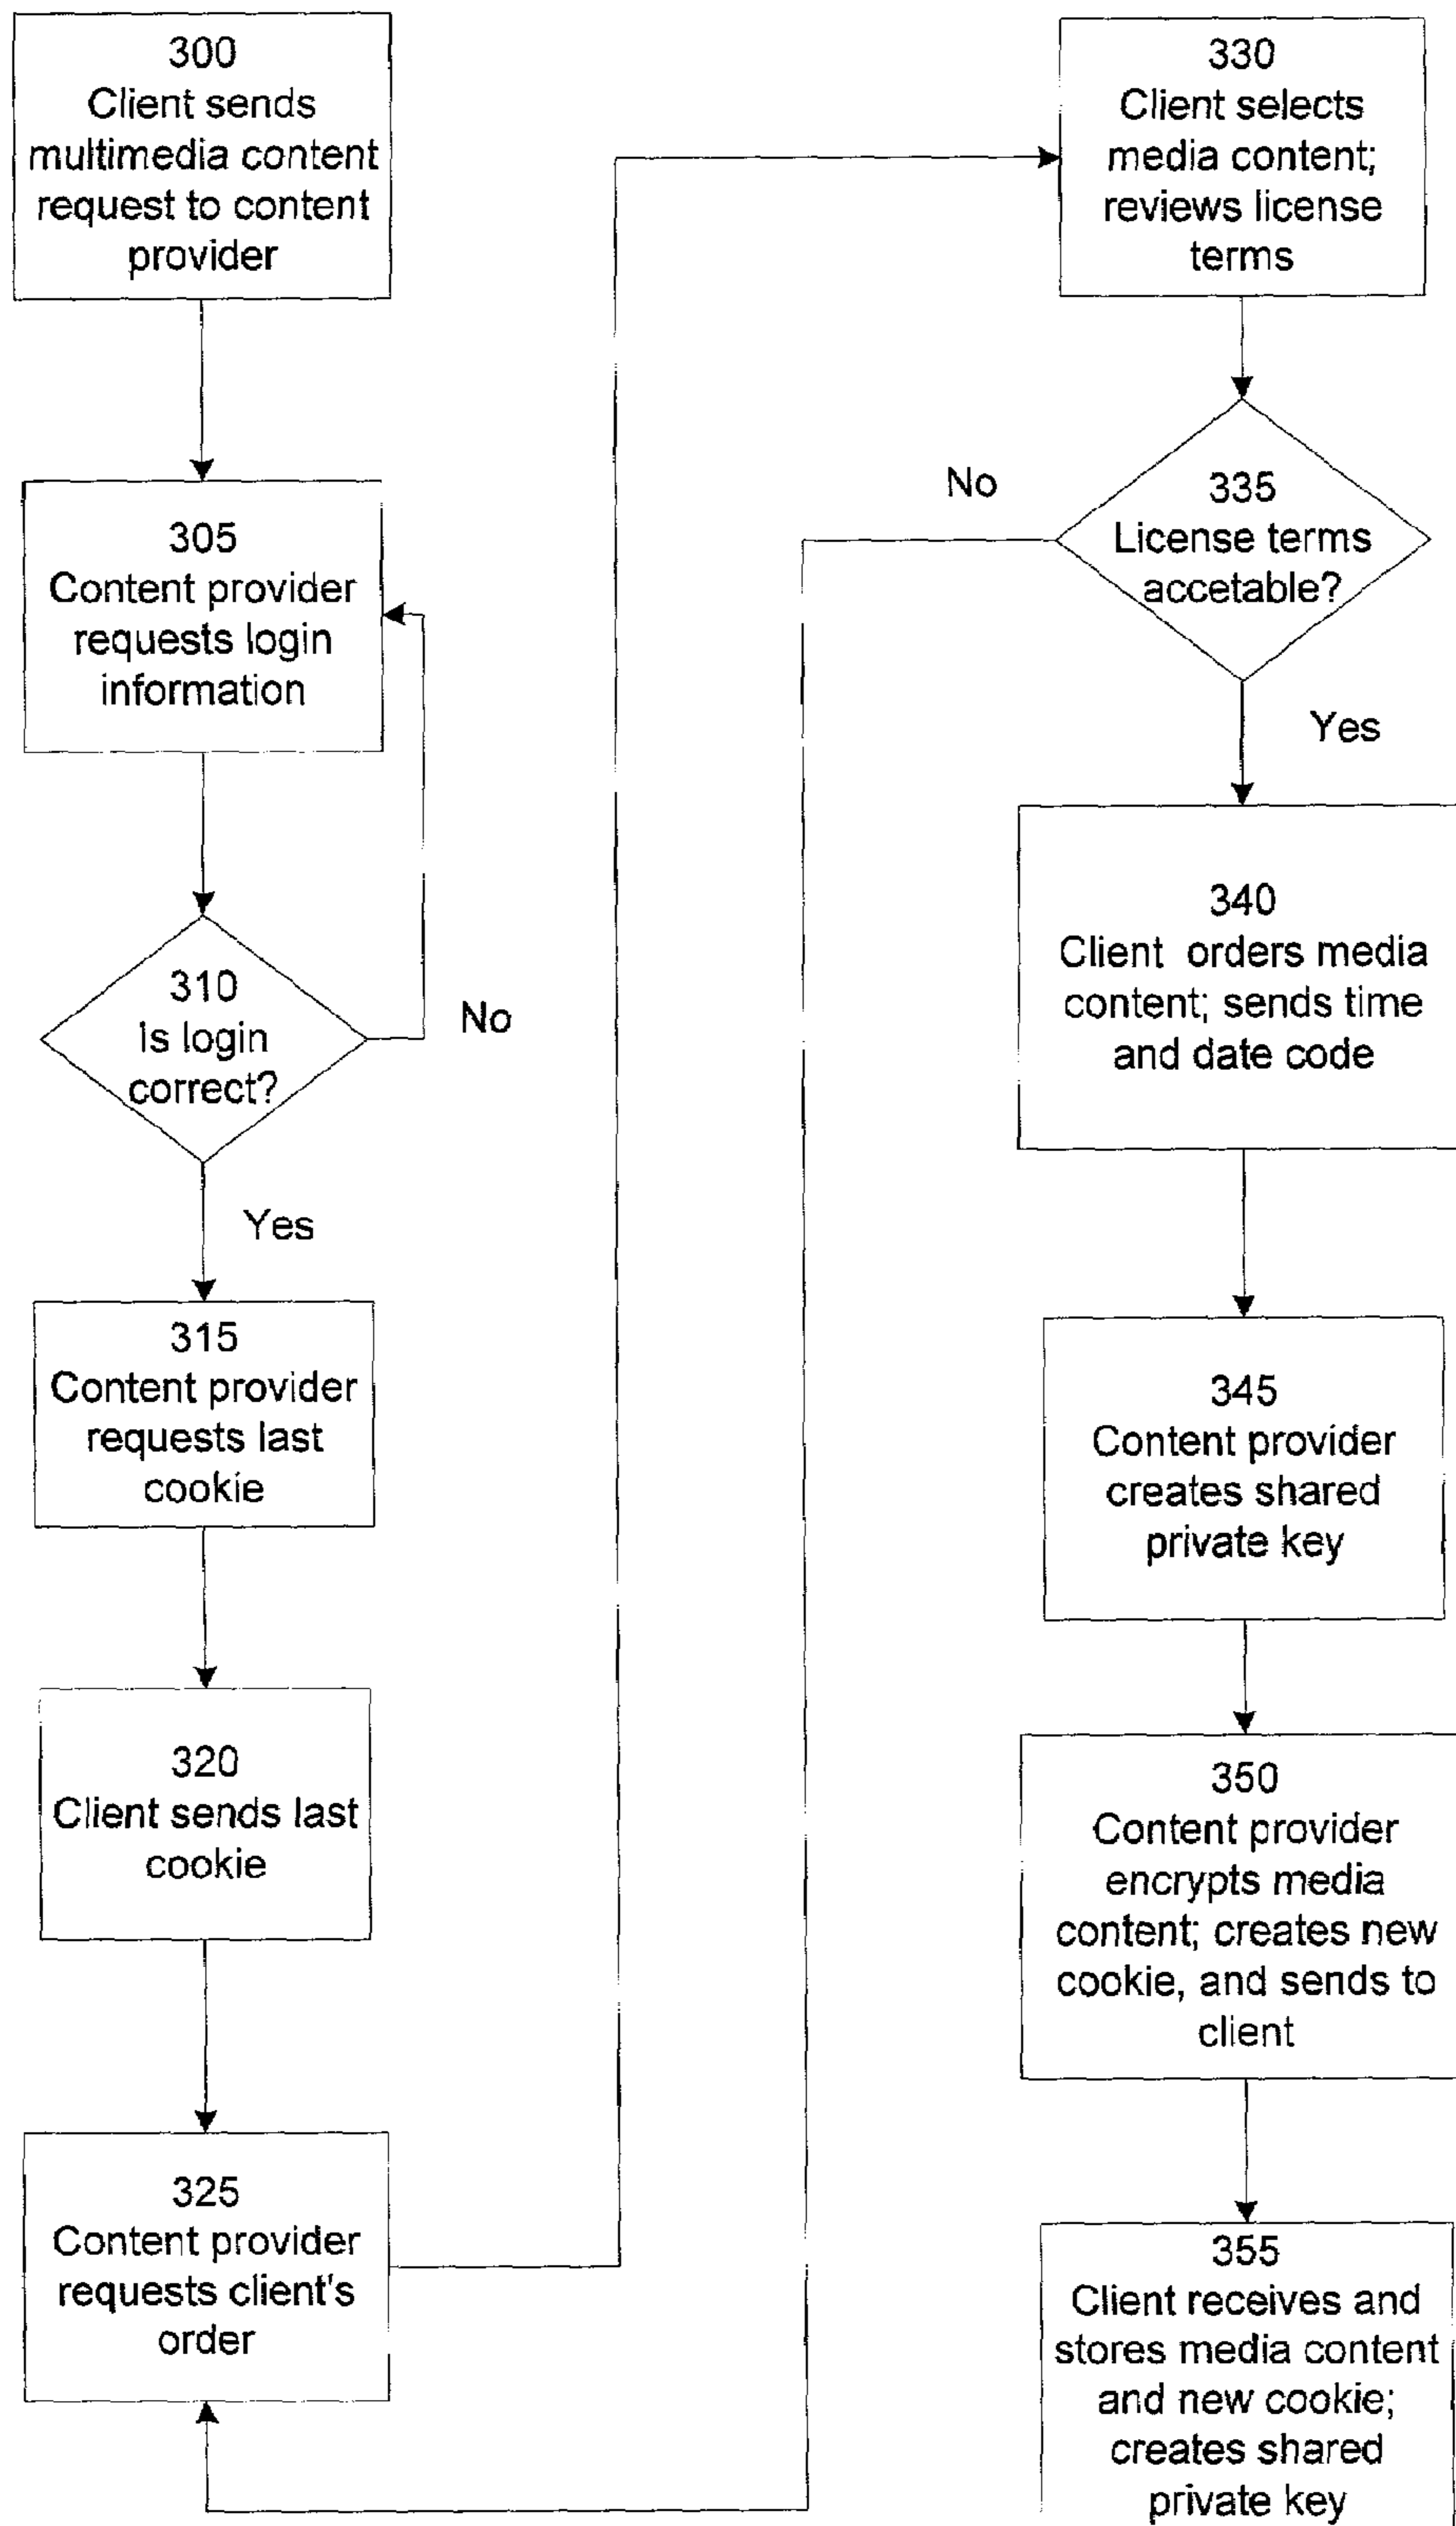 300
Client sends
multimedia content
request to content
provider
305
Content provider
requests login
information
310
Is login
correct?
No
Yes
315
Content provider
requests last
cookie
320
Client sends last
cookie
325
Content provider
requests client's
order
330
Client selects
media content;
reviews license
terms
335
License terms
accetable?
No
Yes
340
Client orders media
content; sends time
and date code
345
Content provider
creates shared
private key
350
Content provider
encrypts media
content; creates new
cookie, and sends to
client
355
Client receives and
stores media content
and new cookie;
creates shared
private key